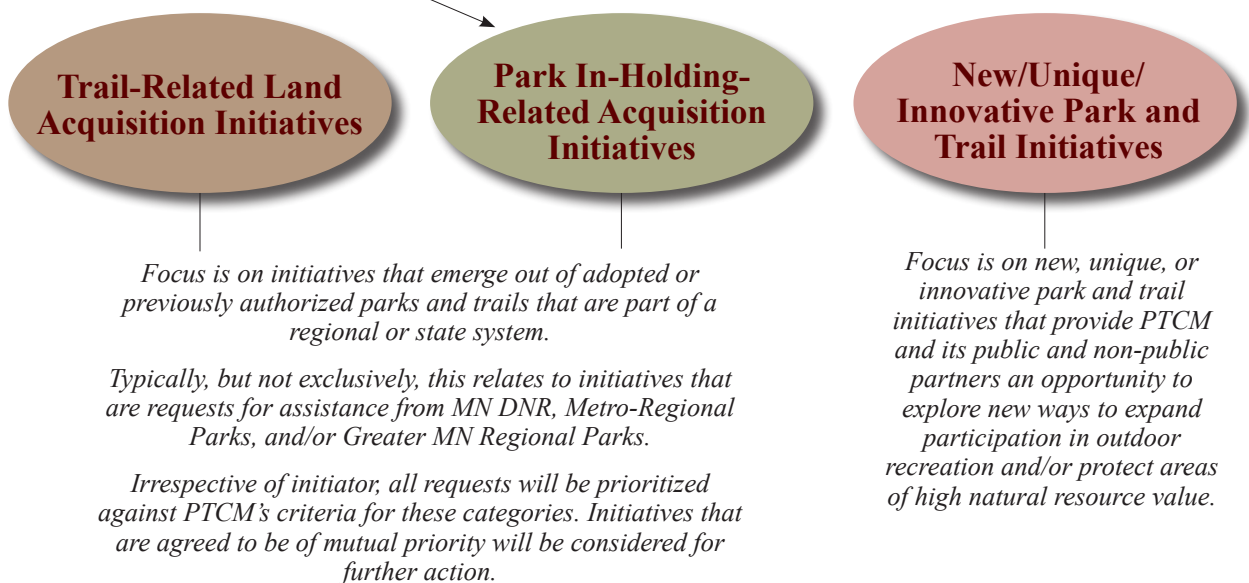 Trail-Related Land
Acquisition Initiatives
Park In-Holding-
Related Acquisition
Initiatives
New/Unique/
Innovative Park and
Trail Initiatives
Focus is on initiatives that emerge out of adopted or
previously authorized parks and trails that are part of a
regional or state system.
Typically, but not exclusively, this relates to initiatives that
are requests for assistance from MN DNR, Metro-Regional
Parks, and/or Greater MN Regional Parks.
Irrespective of initiator, all requests will be prioritized
against PTCM's criteria for these categories. Initiatives that
are agreed to be of mutual priority will be considered for
further action.
Focus is on new, unique, or
innovative park and trail
initiatives that provide PTCM
and its public and non-public
partners an opportunity to
explore new ways to expand
participation in outdoor
recreation and/or protect areas
of high natural resource value.